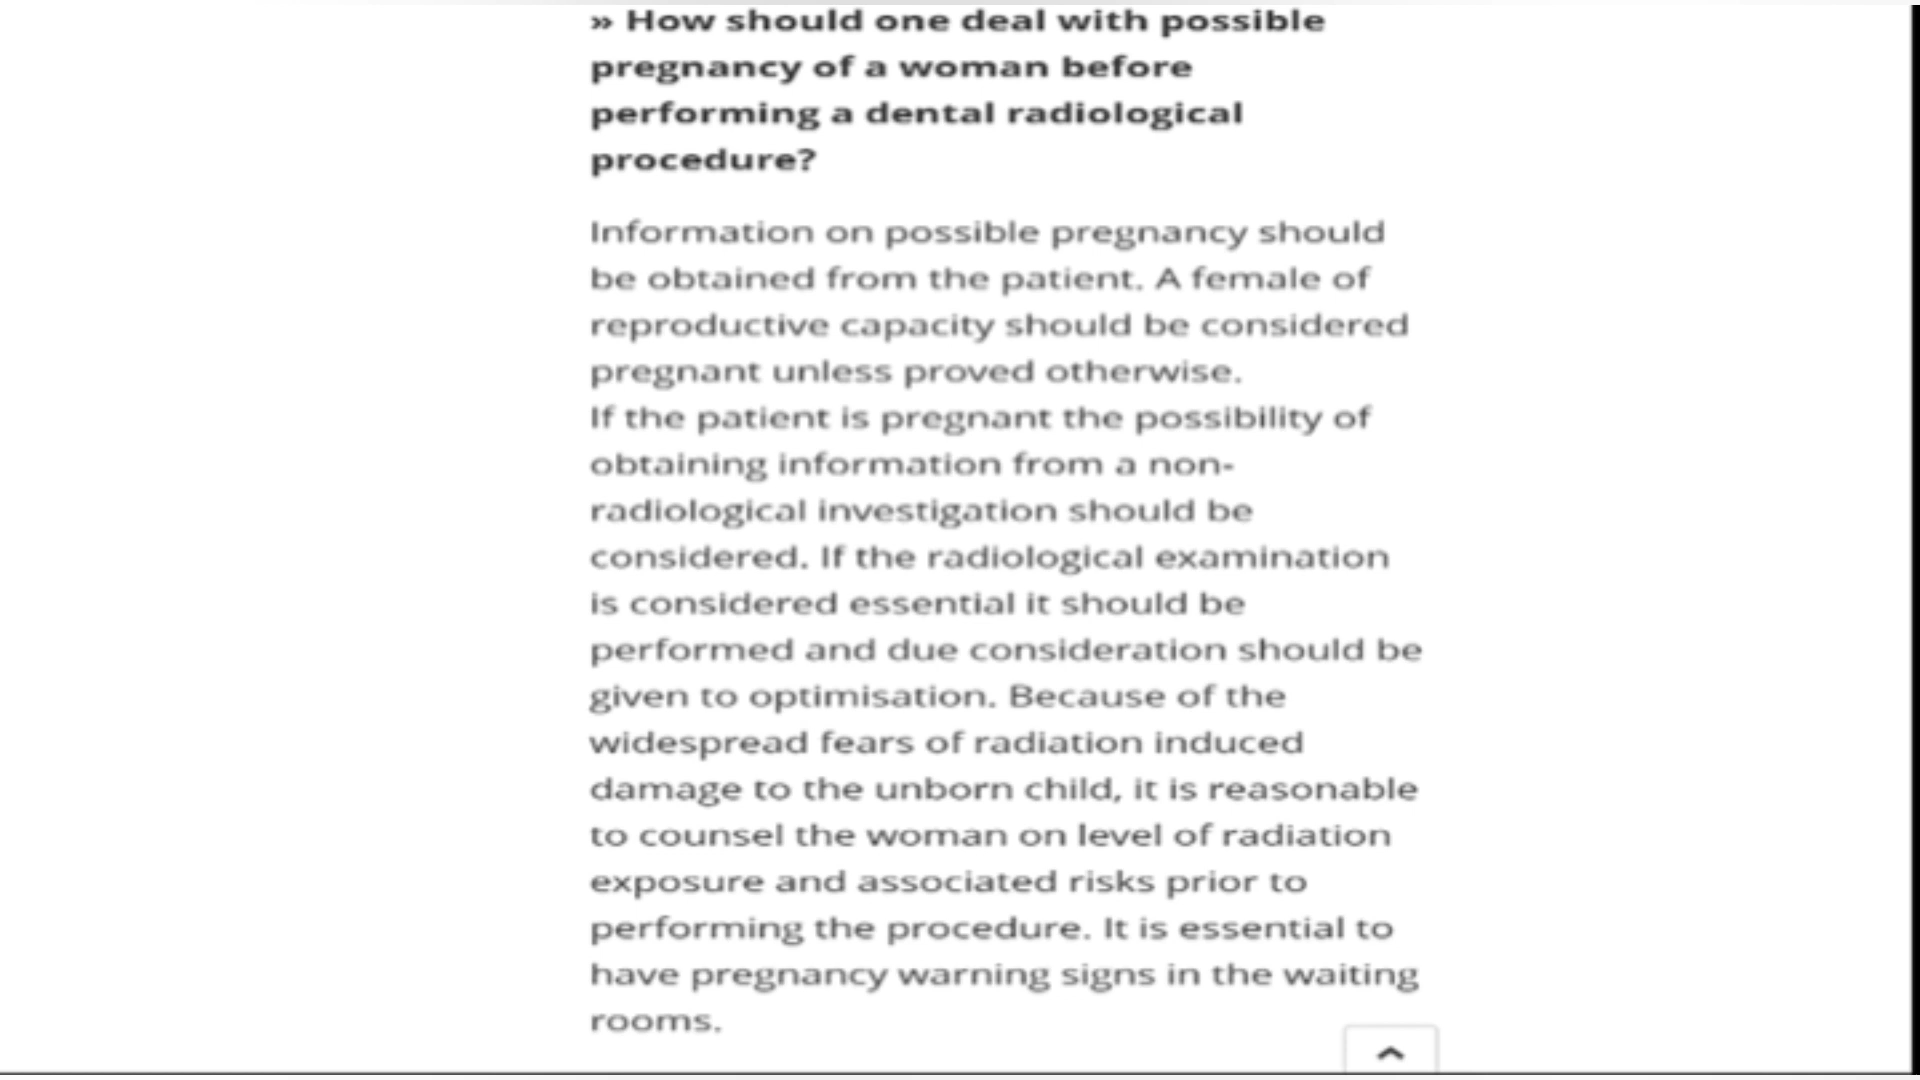 » How should one deal with possible
pregnancy of a woman before
performing a dental radiological
procedure?
Information on possible pregnancy should
be obtained from the patient. A female of
reproductive capacity should be considered
pregnant unless proved otherwise.
If the patient is pregnant the possibility of
obtaining information from a non-
radiological investigation should be
considered. If the radiological examination
is considered essential it should be
performed and due consideration should be
given to optimisation. Because of the
widespread fears of radiation induced
damage to the unborn child, it is reasonable
to counsel the woman on level of radiation
exposure and associated risks prior to
performing the procedure. It is essential to
have pregnancy warning signs in the waiting
rooms.